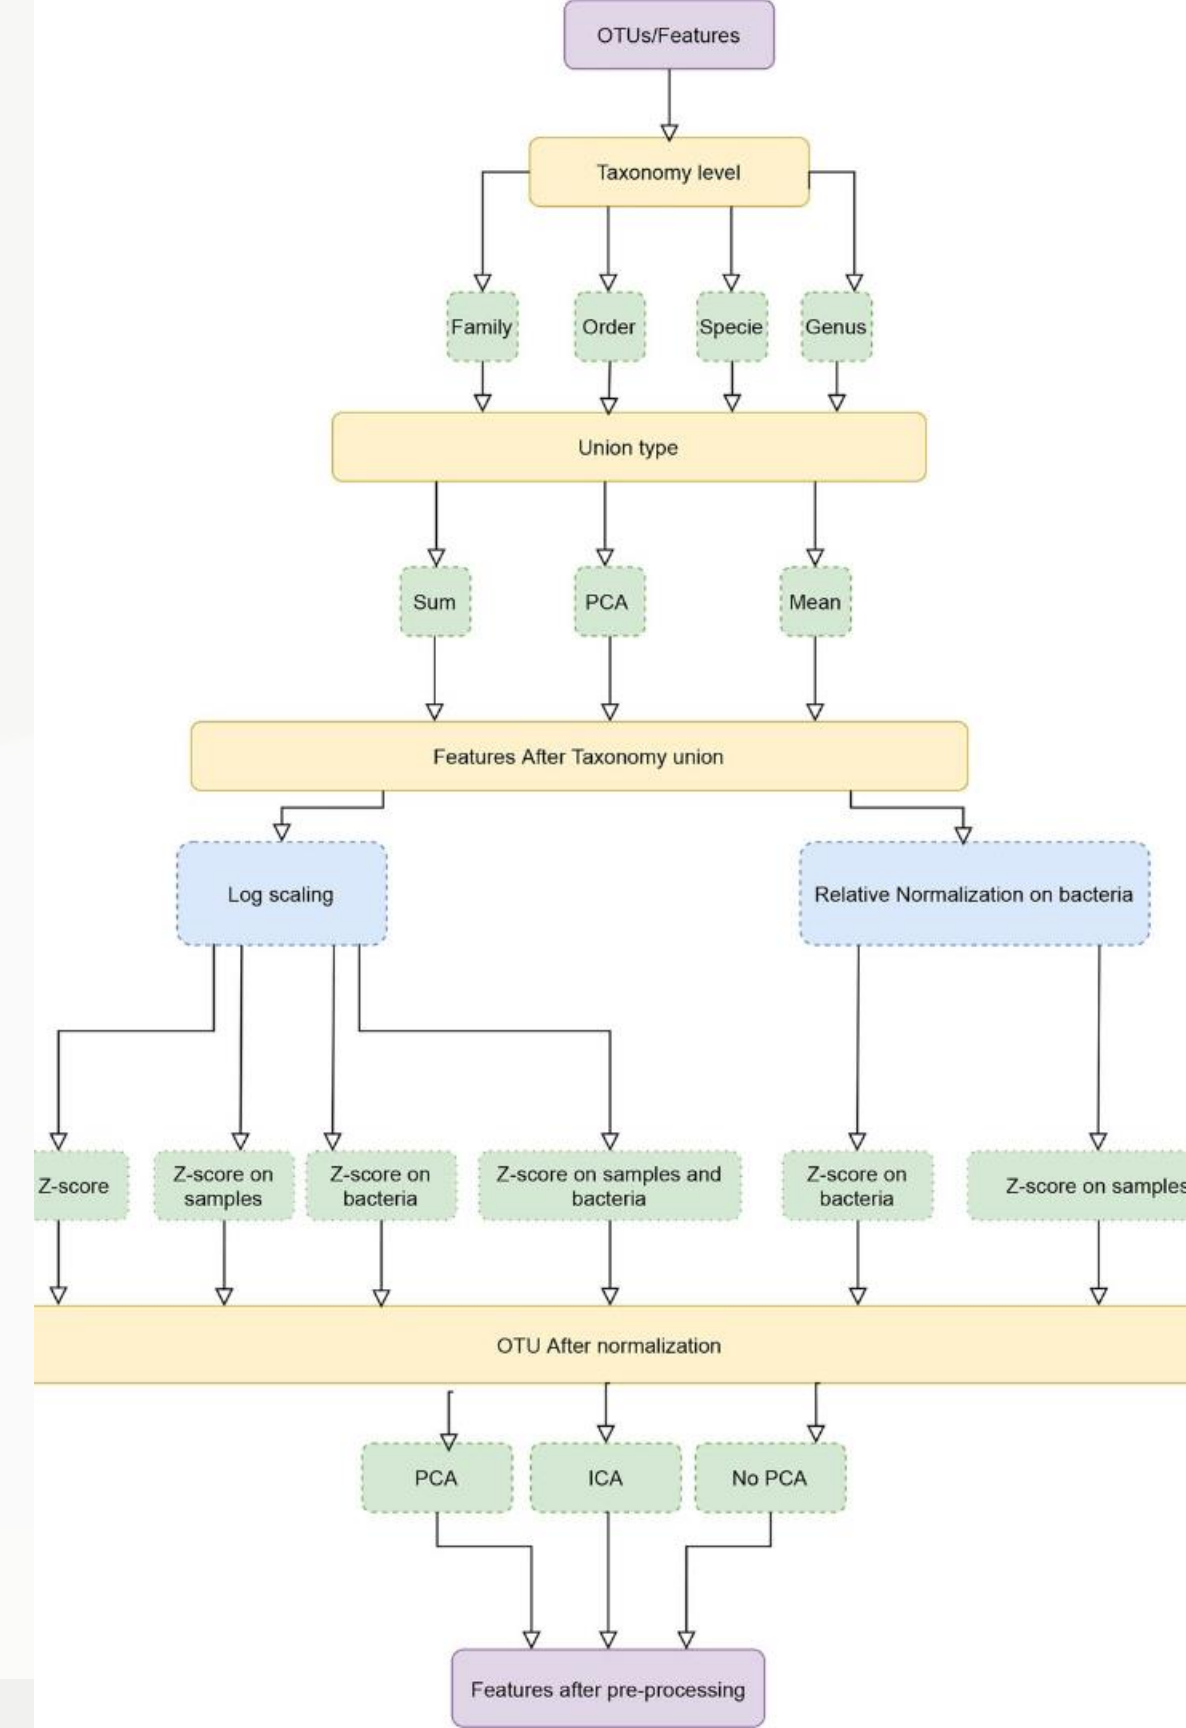 OTUs/Features
Taxonomy level
Family
Order
Specie
Genus
Union type
Sum
PCA
Mean
Features After Taxonomy union
Log scaling
Relative Normalization on bacteria
Z-score
Z-score on
samples
Z-score on
bacteria
Z-score on samples and
bacteria
Z-score on
bacteria
Z-score on samples
OTU After normalization
PCA
ICA
No PCA
Features after pre-processing